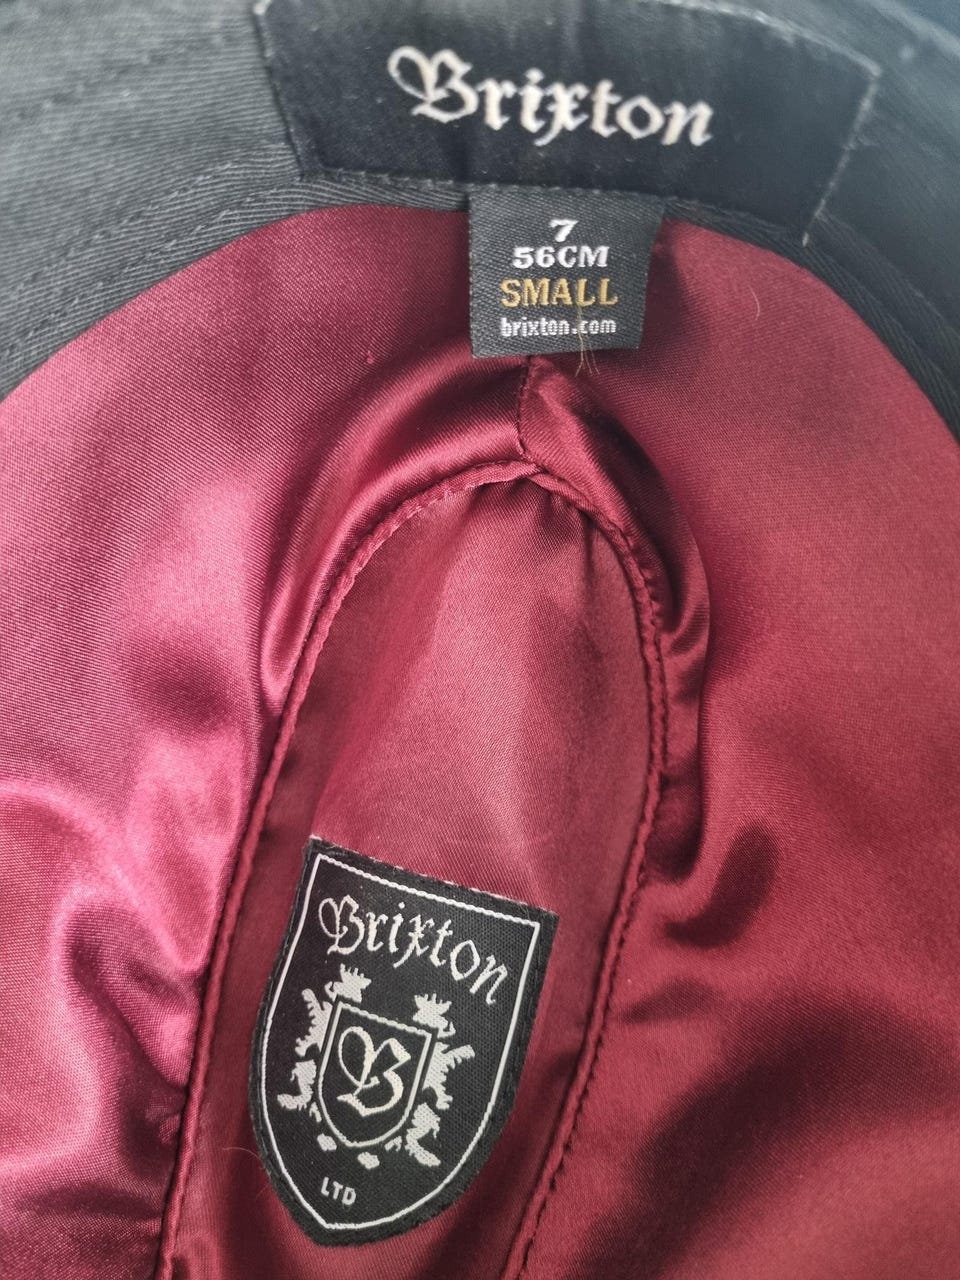 Brixton
7
56CM
SMALL
brixton.com
Brixton
B
LTD